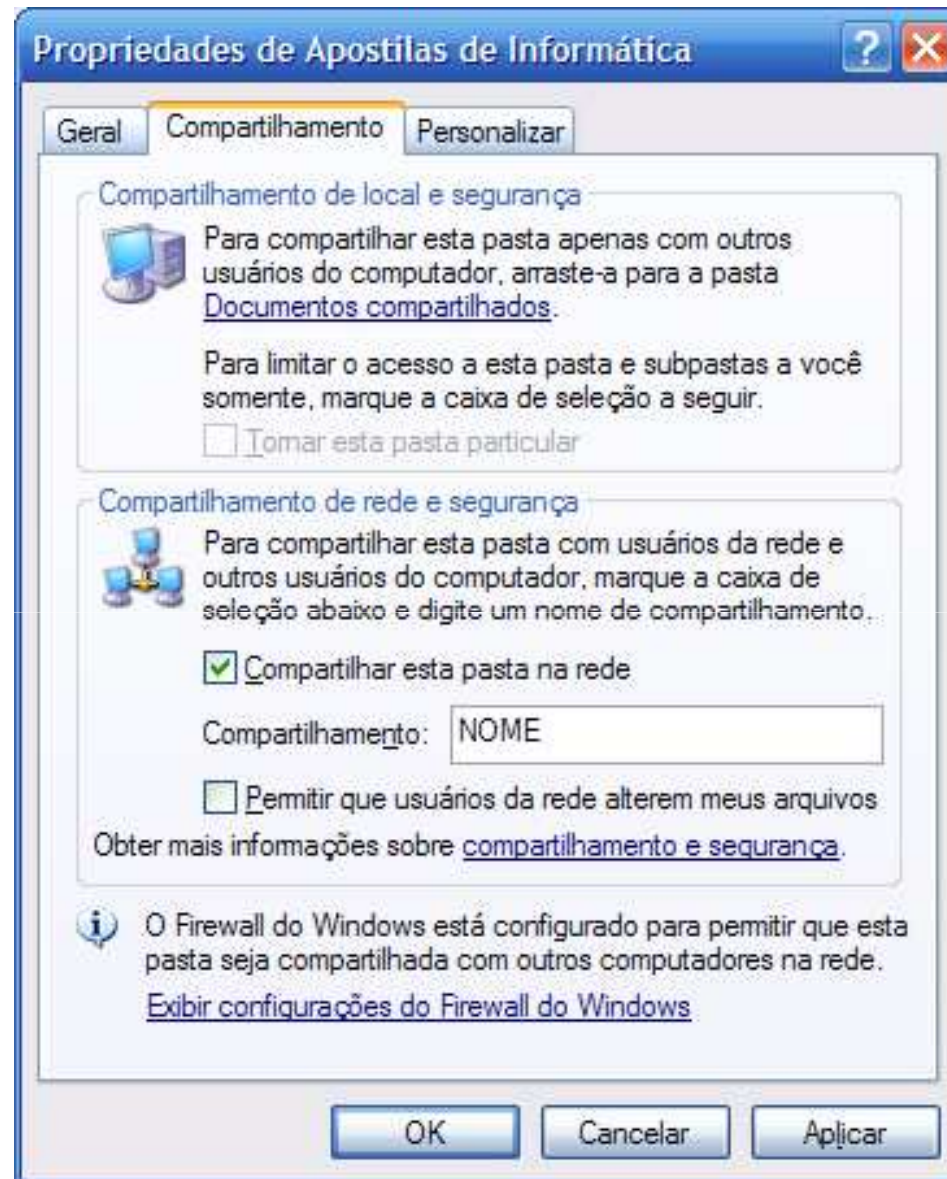 Propriedades de Apostilas de Informática
Geral
Compartilhamento
Personalizar
Compartilhamento de local e segurança
Para compartilhar esta pasta apenas com outros
usuários do computador, arraste-a para a pasta
Documentos compartilhados.
Para limitar o acesso a esta pasta e subpastas a você
somente, marque a caixa de seleção a seguir.
Tornar esta pasta particular
Compartilhamento de rede e segurança
Para compartilhar esta pasta com usuários da rede e
outros usuários do computador, marque a caixa de
seleção abaixo e digite um nome de compartilhamento.
Compartilhar esta pasta na rede
Compartilhamento: NOME
Permitir que usuários da rede alterem meus arquivos
Obter mais informações sobre compartilhamento e segurança.
O Firewall do Windows está configurado para permitir que esta
pasta seja compartilhada com outros computadores na rede.
Exibir configurações do Firewall do Windows
OK
Cancelar
Aplicar